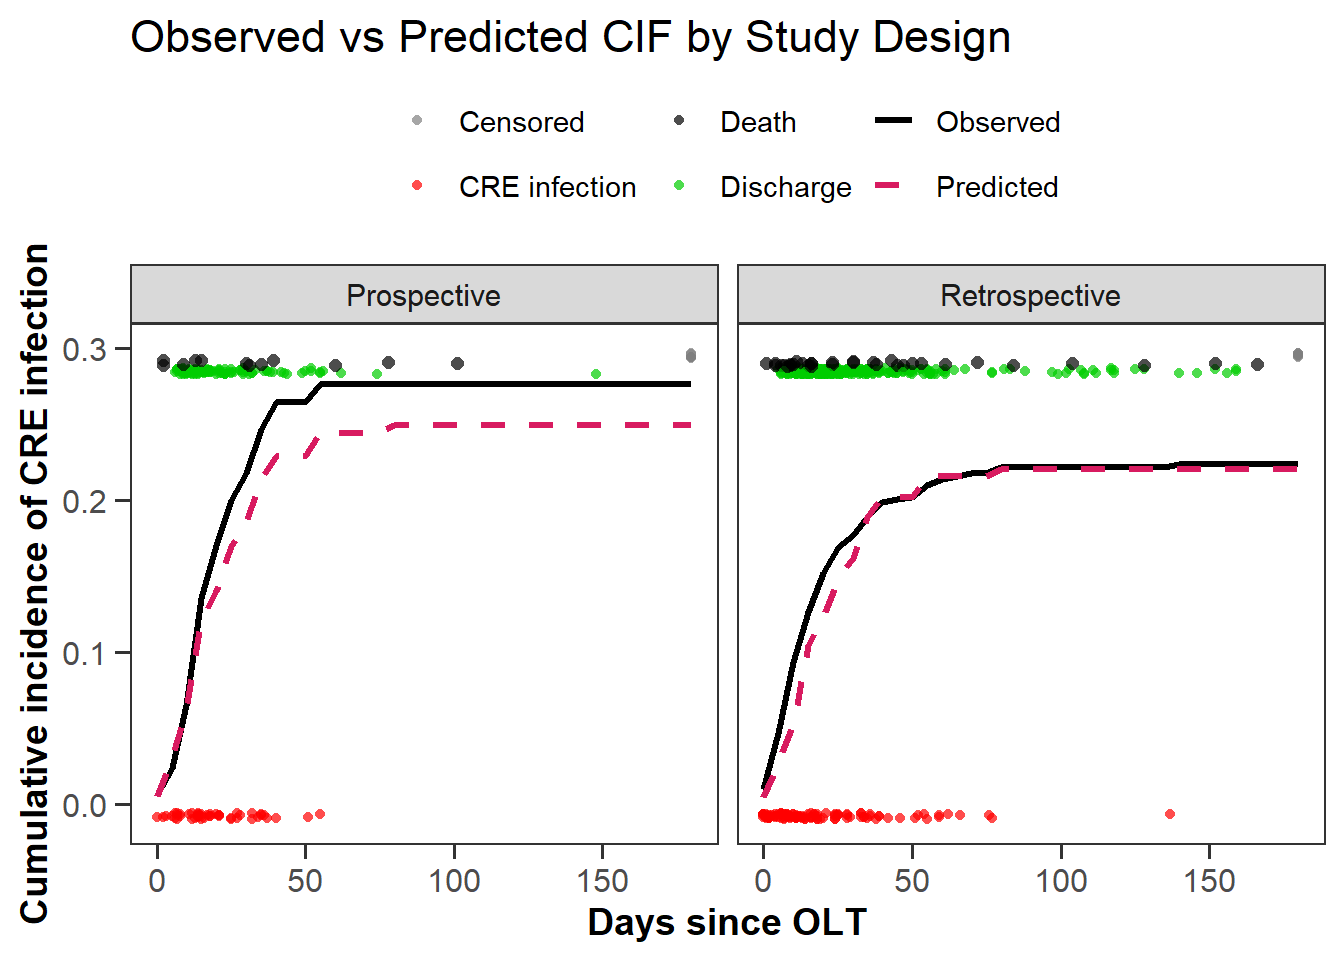 Observed vs Predicted CIF by Study Design
Censored Death Observed
CRE infection Discharge Predicted
Prospective Retrospective
Cumulative incidence of CRE infection
0.3
0.2
0.1
0.0
0 50 100 150 0 50 100 150
Days since OLT